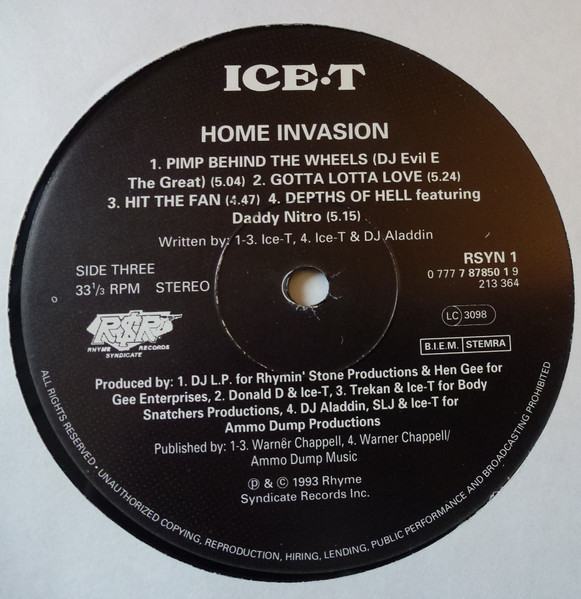 ICE·T
HOME INVASION
1. PIMP BEHIND THE WHEELS (DJ Evil E
The Great) (5.04) 2. GOTTA LOTTA LOVE (5.24)
3. HIT THE FAN (4.47) 4. DEPTHS OF HELL featuring
Daddy Nitro (5.15)
Written by: 1-3. Ice-T, 4. Ice-T & DJ Aladdin
SIDE THREE
33 1/3 RPM STEREO
RSYN 1
0 777 7 87850 1 9
213 364
LC 3098
B.I.E.M. STEMRA
R$R
RHYME SYNDICATE RECORDS
Produced by: 1. DJ L.P. for Rhymin' Stone Productions & Hen Gee for
Gee Enterprises, 2. Donald D & Ice-T, 3. Trekan & Ice-T for Body
Snatchers Productions, 4. DJ Aladdin, SLJ & Ice-T for
Ammo Dump Productions
Published by: 1-3. Warner Chappell, 4. Warner Chappell/
Ammo Dump Music
℗ & © 1993 Rhyme
Syndicate Records Inc.
ALL RIGHTS RESERVED • UNAUTHORIZED COPYING, REPRODUCTION, HIRING, LENDING, PUBLIC PERFORMANCE AND BROADCASTING PROHIBITED